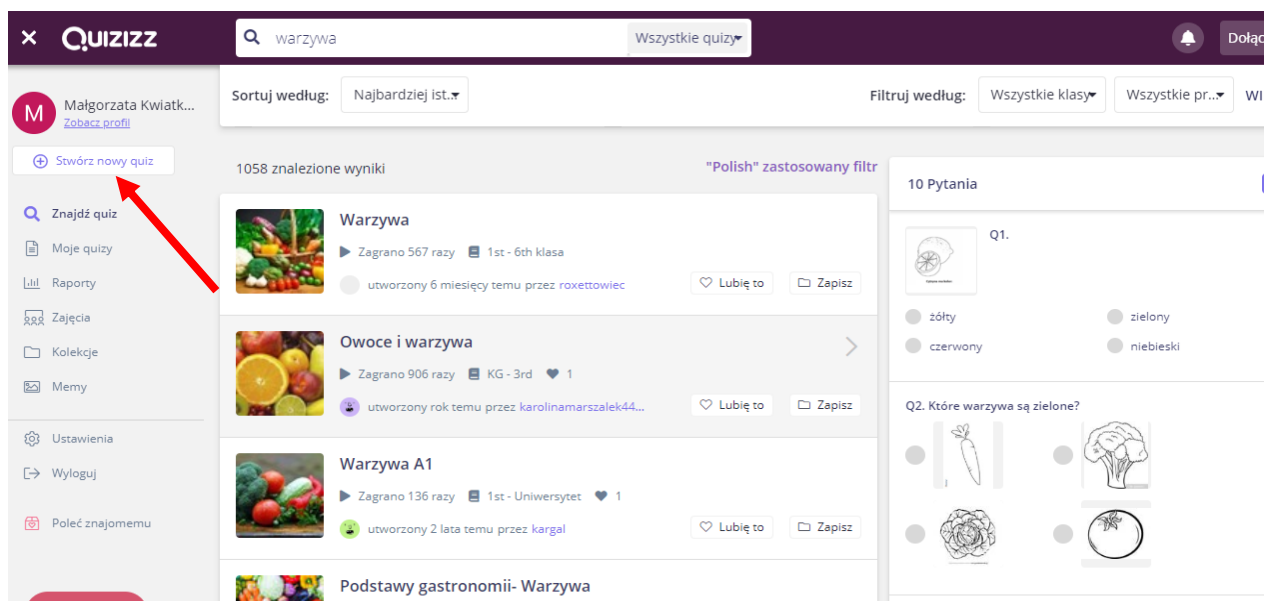 QUIZIZZ
warzywa
Wszystkie quizy
Dołąc
M
Małgorzata Kwiatk...
Zobacz profil
Stwórz nowy quiz
Znajdź quiz
Moje quizy
Raporty
Zajęcia
Kolekcje
Memy
Ustawienia
Wyloguj
Poleć znajomemu
Sortuj według:
Najbardziej ist..
Filtruj według:
Wszystkie klasy
Wszystkie pr...
WI
1058 znalezione wyniki
"Polish" zastosowany filtr
Warzywa
Zagrano 567 razy 1st - 6th klasa
utworzony 6 miesięcy temu przez roxettowiec
Lubię to
Zapisz
Owoce i warzywa
Zagrano 906 razy KG - 3rd 1
utworzony rok temu przez karolinamarszalek44...
Lubię to
Zapisz
Warzywa A1
Zagrano 136 razy 1st - Uniwersytet 1
utworzony 2 lata temu przez kargal
Lubię to
Zapisz
Podstawy gastronomii- Warzywa
10 Pytania
Q1.
żółty
zielony
czerwony
niebieski
Q2. Które warzywa są zielone?